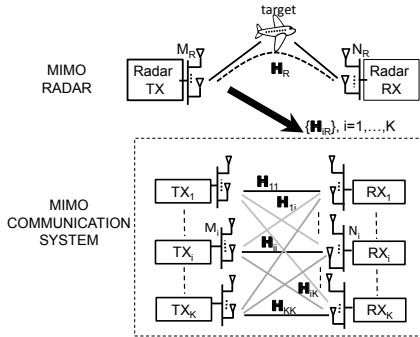 target
M_R
N_R
MIMO
RADAR
Radar
TX
H_R
Radar
RX
{H_iR}, i=1,…,K
MIMO
COMMUNICATION
SYSTEM
TX_1
H_11
H_1i
RX_1
M_i
N_i
TX_i
H_ii
RX_i
H_iK
TX_K
H_KK
RX_K